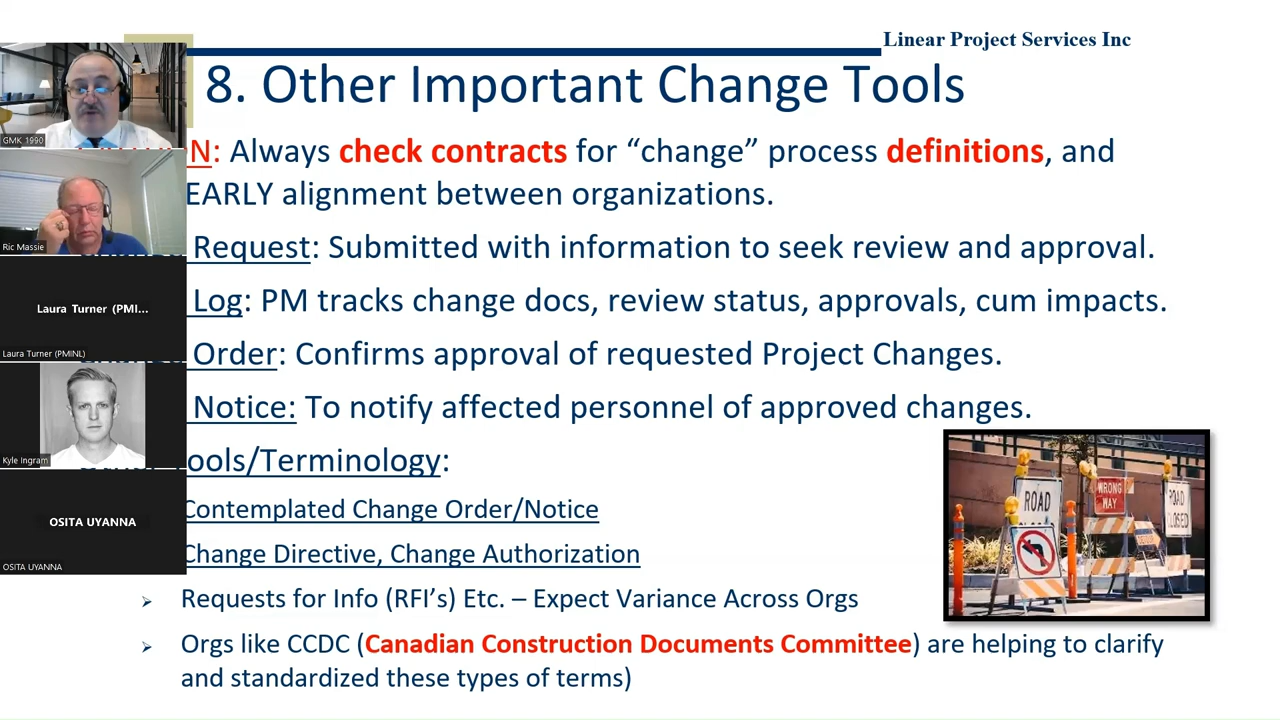 Linear Project Services Inc
8. Other Important Change Tools
N: Always check contracts for “change” process definitions, and
EARLY alignment between organizations.
Request: Submitted with information to seek review and approval.
Log: PM tracks change docs, review status, approvals, cum impacts.
Order: Confirms approval of requested Project Changes.
Notice: To notify affected personnel of approved changes.
ools/Terminology:
Contemplated Change Order/Notice
Change Directive, Change Authorization
Requests for Info (RFI’s) Etc. – Expect Variance Across Orgs
Orgs like CCDC (Canadian Construction Documents Committee) are helping to clarify
and standardized these types of terms)
GMK 1990
Ric Massie
Laura Turner (PMI...
Laura Turner (PMINL)
Kyle Ingram
OSITA UYANNA
OSITA UYANNA
ROAD
WRONG
WAY
ROAD
CLOSED